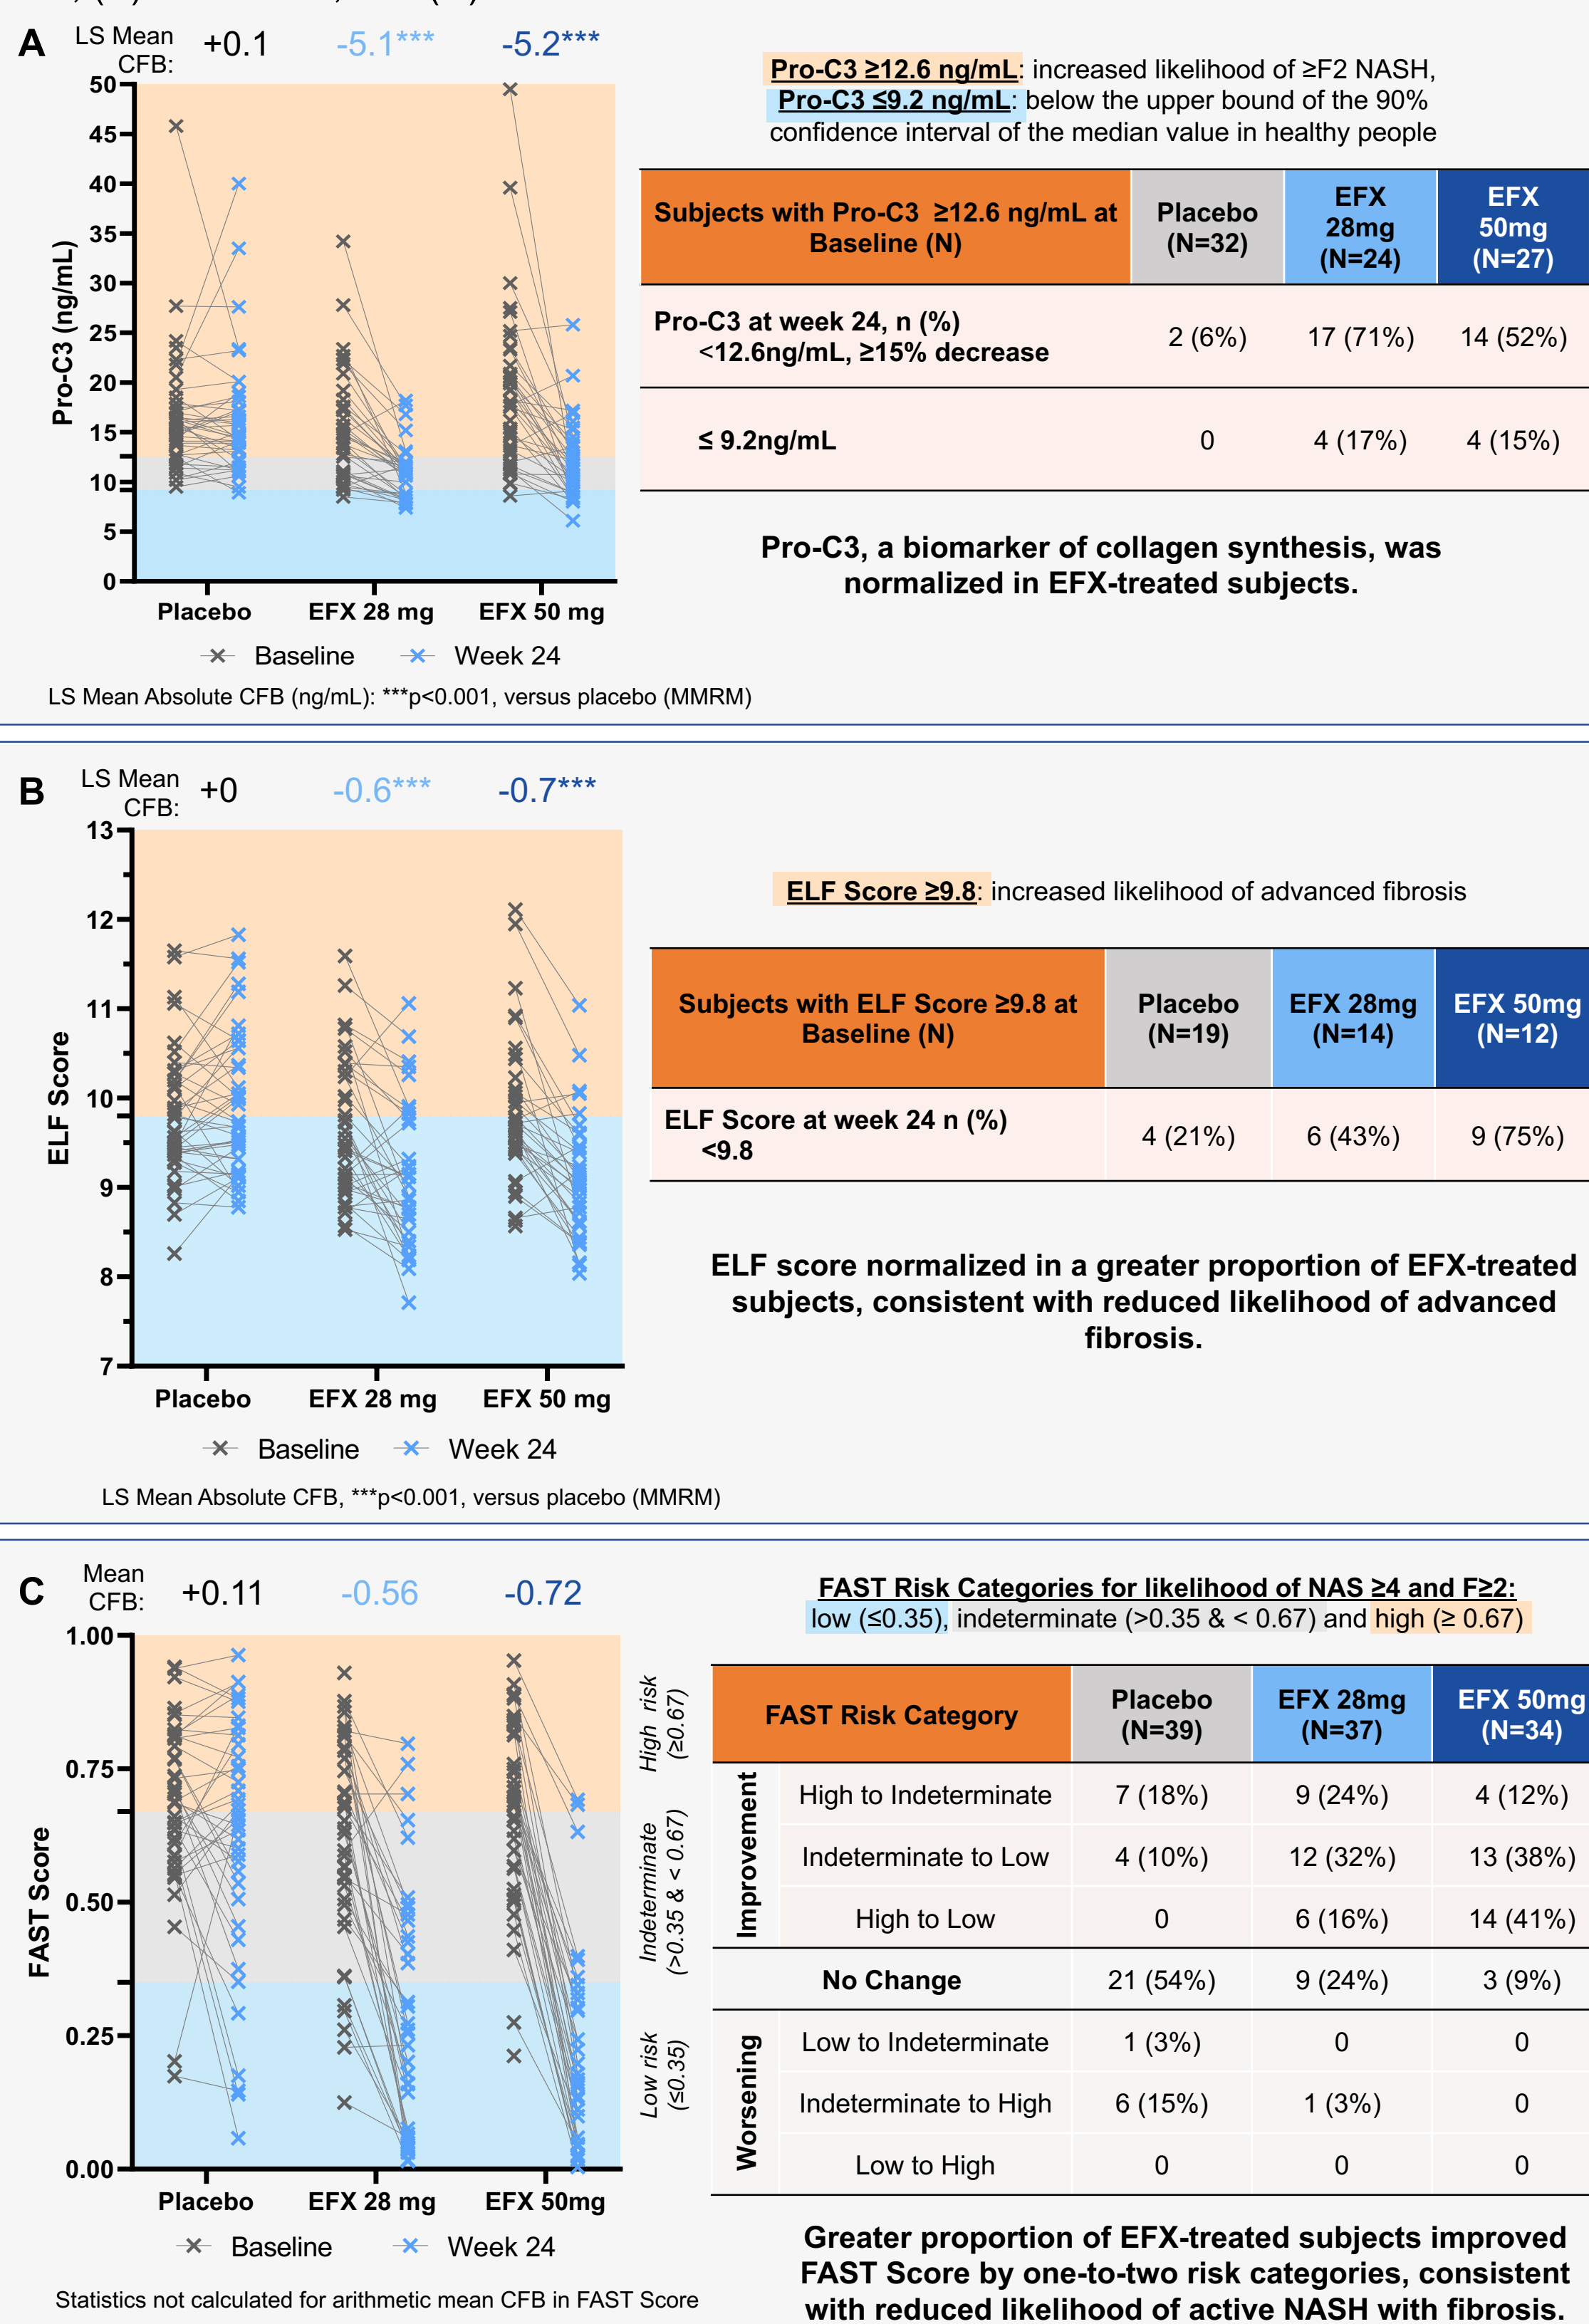 A
LS Mean
CFB:
+0.1
-5.1***
-5.2***
50
45
40
35
30
25
20
15
10
5
0
Pro-C3 (ng/mL)
Placebo
EFX 28 mg
EFX 50 mg
Baseline
Week 24
LS Mean Absolute CFB (ng/mL): ***p<0.001, versus placebo (MMRM)
Pro-C3 ≥12.6 ng/mL: increased likelihood of ≥F2 NASH,
Pro-C3 ≤9.2 ng/mL: below the upper bound of the 90%
confidence interval of the median value in healthy people
Subjects with Pro-C3 ≥12.6 ng/mL at
Baseline (N)
Placebo
(N=32)
EFX
28mg
(N=24)
EFX
50mg
(N=27)
Pro-C3 at week 24, n (%)
<12.6ng/mL, ≥15% decrease
2 (6%)
17 (71%)
14 (52%)
≤ 9.2ng/mL
0
4 (17%)
4 (15%)
Pro-C3, a biomarker of collagen synthesis, was
normalized in EFX-treated subjects.
B
LS Mean
CFB:
+0
-0.6***
-0.7***
13
12
11
10
9
8
7
ELF Score
Placebo
EFX 28 mg
EFX 50 mg
Baseline
Week 24
LS Mean Absolute CFB, ***p<0.001, versus placebo (MMRM)
ELF Score ≥9.8: increased likelihood of advanced fibrosis
Subjects with ELF Score ≥9.8 at
Baseline (N)
Placebo
(N=19)
EFX 28mg
(N=14)
EFX 50mg
(N=12)
ELF Score at week 24 n (%)
<9.8
4 (21%)
6 (43%)
9 (75%)
ELF score normalized in a greater proportion of EFX-treated
subjects, consistent with reduced likelihood of advanced
fibrosis.
C
Mean
CFB:
+0.11
-0.56
-0.72
1.00
0.75
0.50
0.25
0.00
FAST Score
High risk
(≥0.67)
Indeterminate
(>0.35 & < 0.67)
Low risk
(≤0.35)
Placebo
EFX 28 mg
EFX 50mg
Baseline
Week 24
Statistics not calculated for arithmetic mean CFB in FAST Score
FAST Risk Categories for likelihood of NAS ≥4 and F≥2:
low (≤0.35), indeterminate (>0.35 & < 0.67) and high (≥ 0.67)
FAST Risk Category
Placebo
(N=39)
EFX 28mg
(N=37)
EFX 50mg
(N=34)
Improvement
High to Indeterminate
7 (18%)
9 (24%)
4 (12%)
Indeterminate to Low
4 (10%)
12 (32%)
13 (38%)
High to Low
0
6 (16%)
14 (41%)
No Change
21 (54%)
9 (24%)
3 (9%)
Worsening
Low to Indeterminate
1 (3%)
0
0
Indeterminate to High
6 (15%)
1 (3%)
0
Low to High
0
0
0
Greater proportion of EFX-treated subjects improved
FAST Score by one-to-two risk categories, consistent
with reduced likelihood of active NASH with fibrosis.